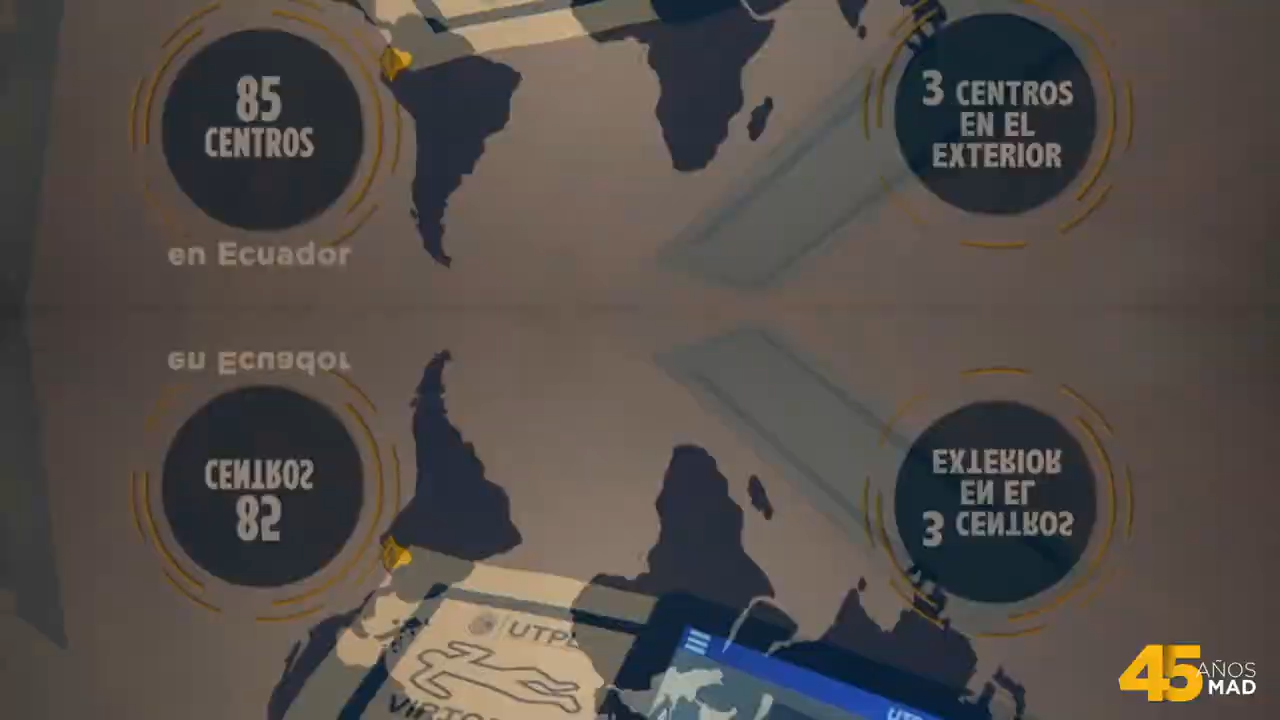 85
CENTROS
en Ecuador
3 CENTROS
EN EL
EXTERIOR
en Ecuador
CENTROS
85
EXTERIOR
EN EL
3 CENTROS
45 AÑOS
MAD